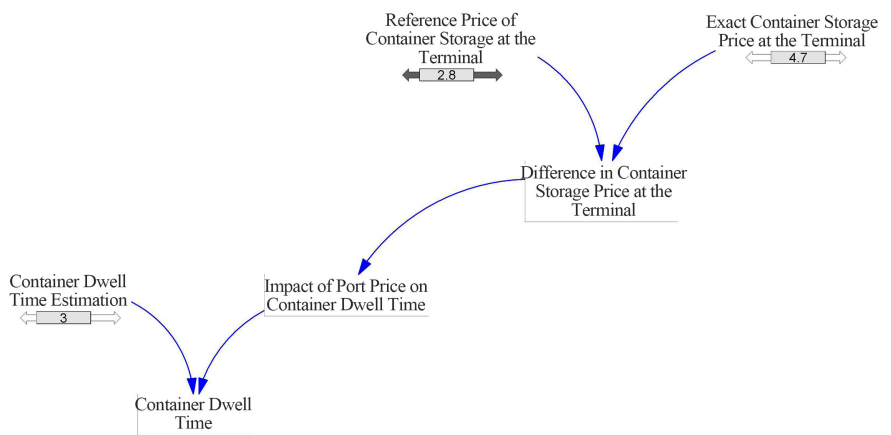 Reference Price of
Container Storage at the
Terminal
2.8
Exact Container Storage
Price at the Terminal
4.7
Difference in Container
Storage Price at the
Terminal
Impact of Port Price on
Container Dwell Time
Container Dwell
Time Estimation
3
Container Dwell
Time